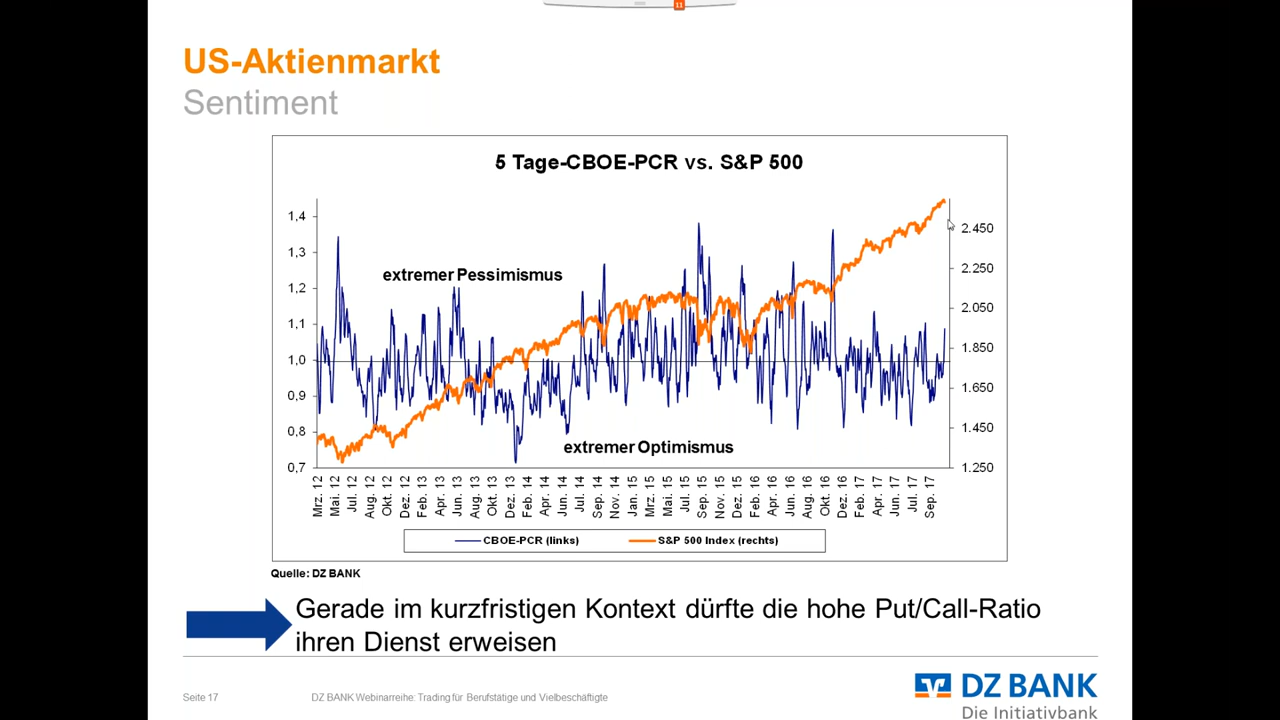 11
US-Aktienmarkt
Sentiment
5 Tage-CBOE-PCR vs. S&P 500
1,4
1,3
1,2
1,1
1,0
0,9
0,8
0,7
2.450
2.250
2.050
1.850
1.650
1.450
1.250
extremer Pessimismus
extremer Optimismus
Mrz. 12
Mai. 12
Jul. 12
Aug. 12
Okt. 12
Dez. 12
Feb. 13
Apr. 13
Jun. 13
Aug. 13
Okt. 13
Dez. 13
Feb. 14
Apr. 14
Jun. 14
Jul. 14
Sep. 14
Nov. 14
Jan. 15
Mrz. 15
Mai. 15
Jul. 15
Sep. 15
Nov. 15
Dez. 15
Feb. 16
Apr. 16
Jun. 16
Aug. 16
Okt. 16
Dez. 16
Feb. 17
Apr. 17
Jun. 17
Jul. 17
Sep. 17
CBOE-PCR (links)
S&P 500 Index (rechts)
Quelle: DZ BANK
Gerade im kurzfristigen Kontext dürfte die hohe Put/Call-Ratio
ihren Dienst erweisen
Seite 17
DZ BANK Webinarreihe: Trading für Berufstätige und Vielbeschäftigte
DZ BANK
Die Initiativbank